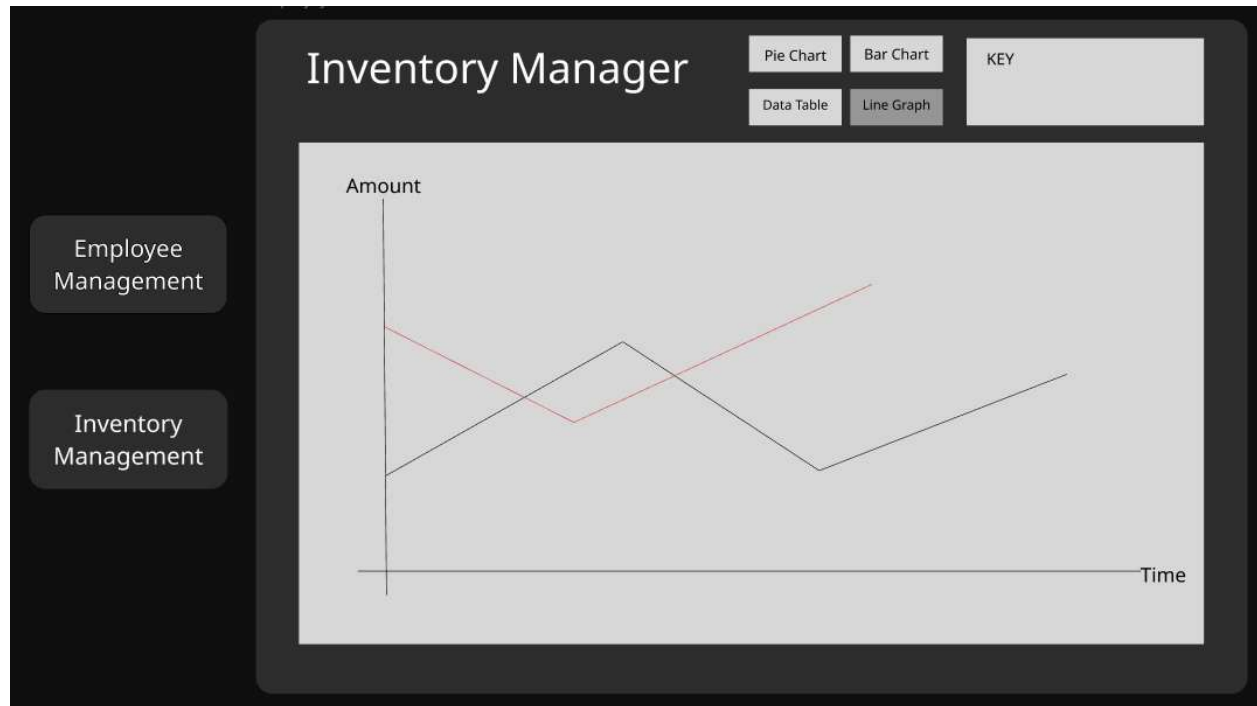 Inventory Manager
Pie Chart
Bar Chart
KEY
Data Table
Line Graph
Amount
Employee
Management
Inventory
Management
Time